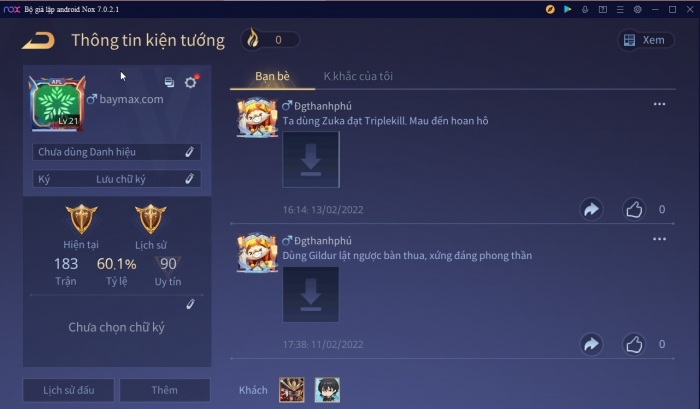 nox Bộ giả lập android Nox 7.0.2.1
Thông tin kiện tướng
0
Xem
APL
Lv 21
baymax.com
Chưa dùng Danh hiệu
Ký Lưu chữ ký
Hiện tại Lịch sử
183 60.1% 90
Trận Tỷ lệ Uy tín
Chưa chọn chữ ký
Lịch sử đấu Thêm
Bạn bè K khắc của tôi
Đgthanhphú
Ta dùng Zuka đạt Triplekill. Mau đến hoan hô
16:14: 13/02/2022 0
Đgthanhphú
Dùng Gildur lật ngược bàn thua, xứng đáng phong thần
17:38: 11/02/2022 0
Khách